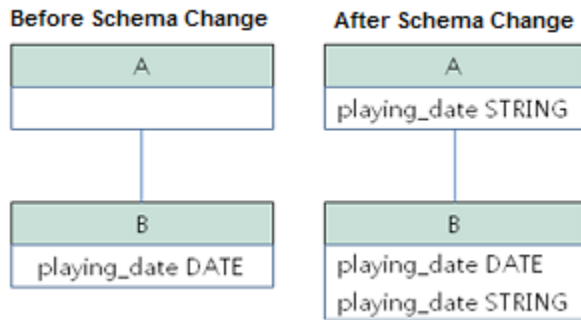 Before Schema Change
A
B
playing_date DATE
After Schema Change
A
playing_date STRING
B
playing_date DATE
playing_date STRING